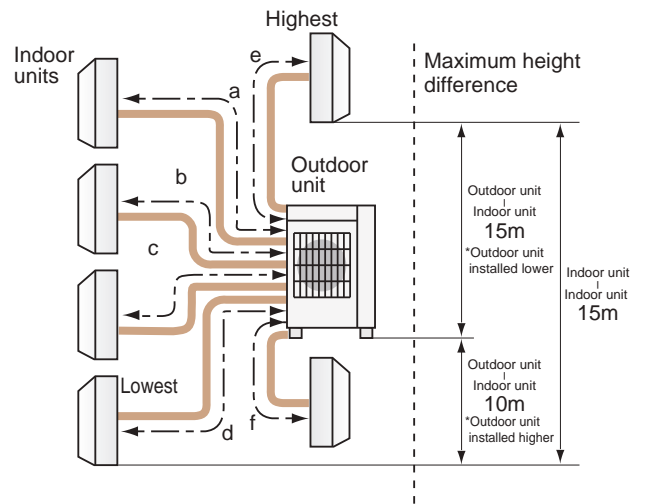 Highest
Indoor
units
Maximum height
difference
e
a
Outdoor
unit
b
Outdoor unit
Indoor unit
15m
*Outdoor unit
installed lower
c
Indoor unit
Indoor unit
15m
Lowest
Outdoor unit
Indoor unit
10m
*Outdoor unit
installed higher
d
f